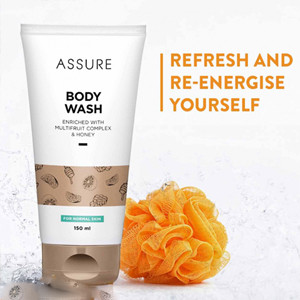 ASSURE
BODY
WASH
ENRICHED WITH
MULTIFRUIT COMPLEX
& HONEY
FOR NORMAL SKIN
150 ml
REFRESH AND
RE-ENERGISE
YOURSELF